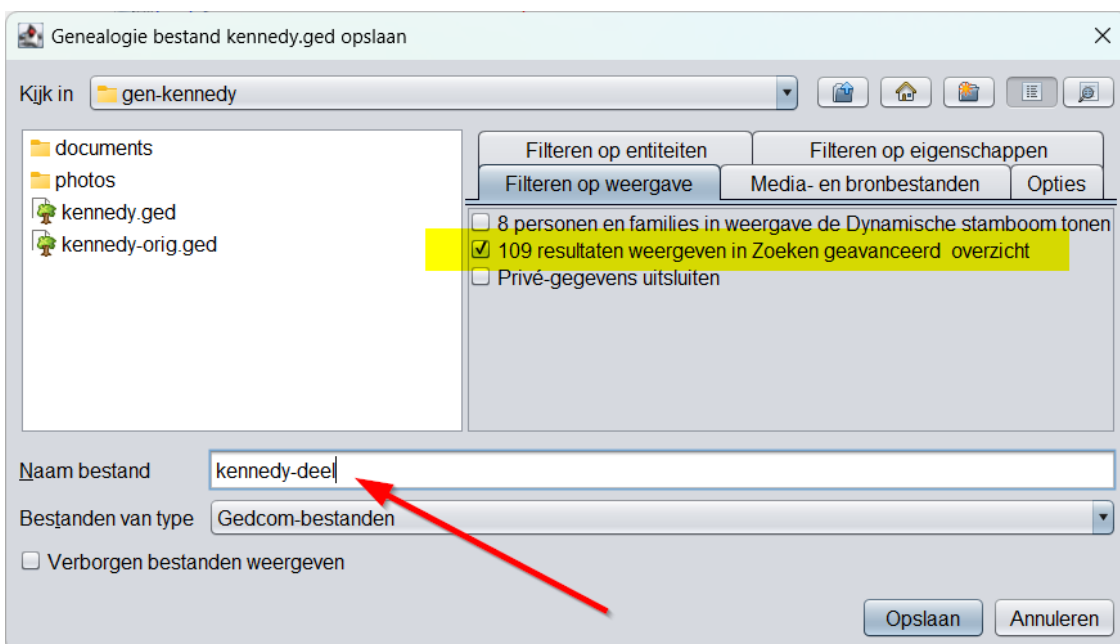 Genealogie bestand kennedy.ged opslaan
Kijk in gen-kennedy
documents
photos
kennedy.ged
kennedy-orig.ged
Filteren op entiteiten Filteren op eigenschappen
Filteren op weergave Media- en bronbestanden Opties
8 personen en families in weergave de Dynamische stamboom tonen
109 resultaten weergeven in Zoeken geavanceerd overzicht
Privé-gegevens uitsluiten
Naam bestand kennedy-deel
Bestanden van type Gedcom-bestanden
Verborgen bestanden weergeven
Opslaan Annuleren